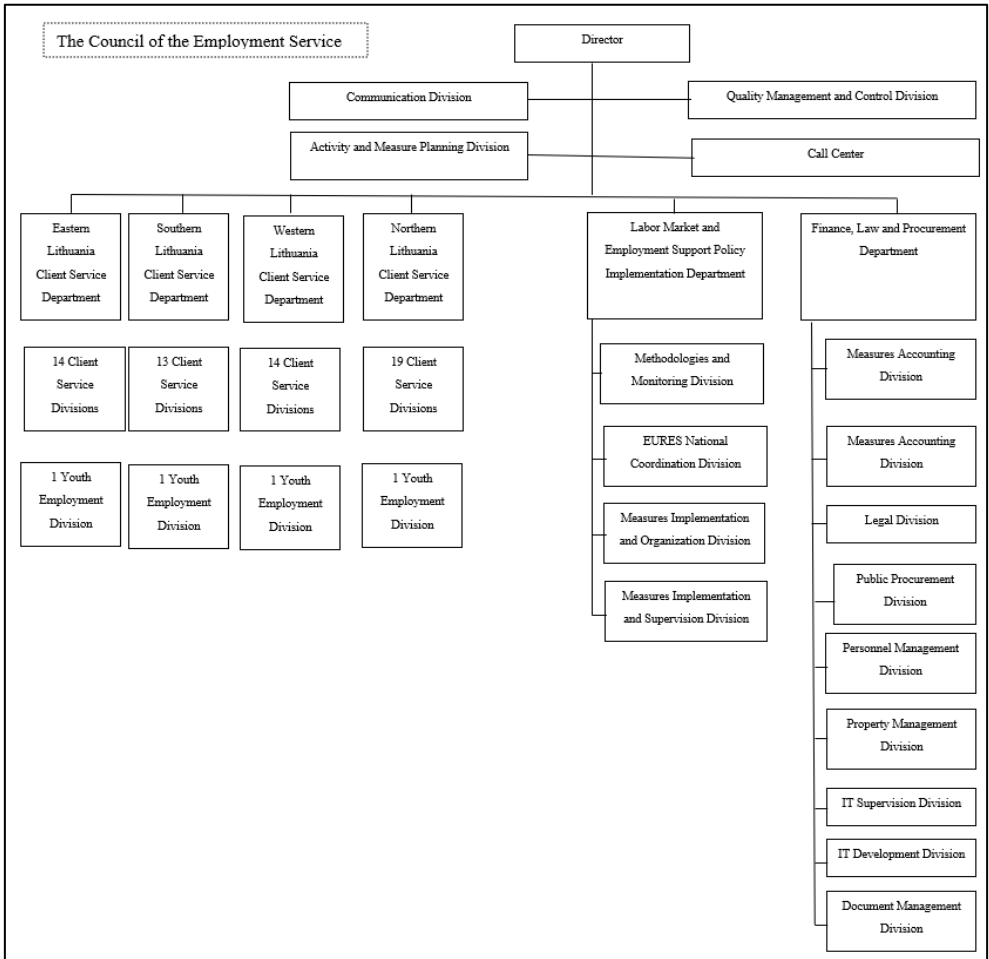 The Council of the Employment Service
Director
Communication Division
Quality Management and Control Division
Activity and Measure Planning Division
Call Center
Eastern
Lithuania
Client Service
Department
Southern
Lithuania
Client Service
Department
Western
Lithuania
Client Service
Department
Northern
Lithuania
Client Service
Department
Labor Market and
Employment Support Policy
Implementation Department
Finance, Law and Procurement
Department
14 Client
Service
Divisions
13 Client
Service
Divisions
14 Client
Service
Divisions
19 Client
Service
Divisions
1 Youth
Employment
Division
1 Youth
Employment
Division
1 Youth
Employment
Division
1 Youth
Employment
Division
Methodologies and
Monitoring Division
EURES National
Coordination Division
Measures Implementation
and Organization Division
Measures Implementation
and Supervision Division
Measures Accounting
Division
Measures Accounting
Division
Legal Division
Public Procurement
Division
Personnel Management
Division
Property Management
Division
IT Supervision Division
IT Development Division
Document Management
Division